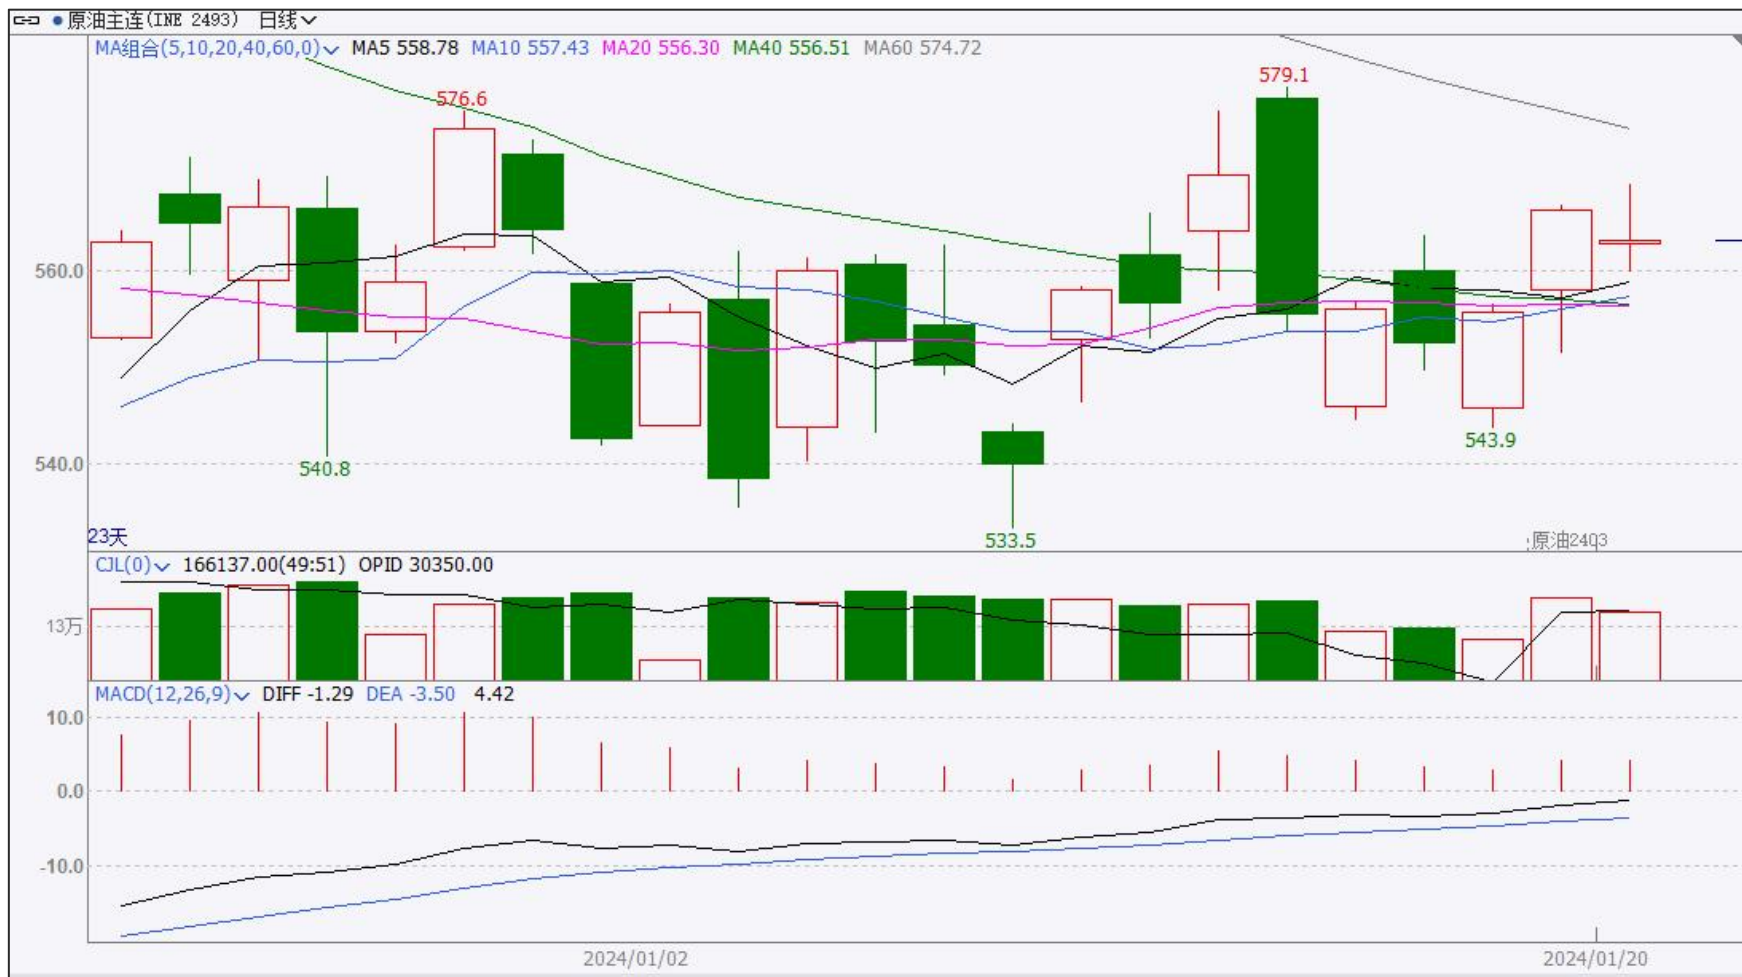 原油主连(INE 2493) 日线
MA组合(5,10,20,40,60,0) MA5 558.78 MA10 557.43 MA20 556.30 MA40 556.51 MA60 574.72
579.1
576.6
560.0
543.9
540.0
540.8
533.5
23天
原油2403
CJL(0) 166137.00(49:51) OPID 30350.00
13万
MACD(12,26,9) DIFF -1.29 DEA -3.50 4.42
10.0
0.0
-10.0
2024/01/02 2024/01/20